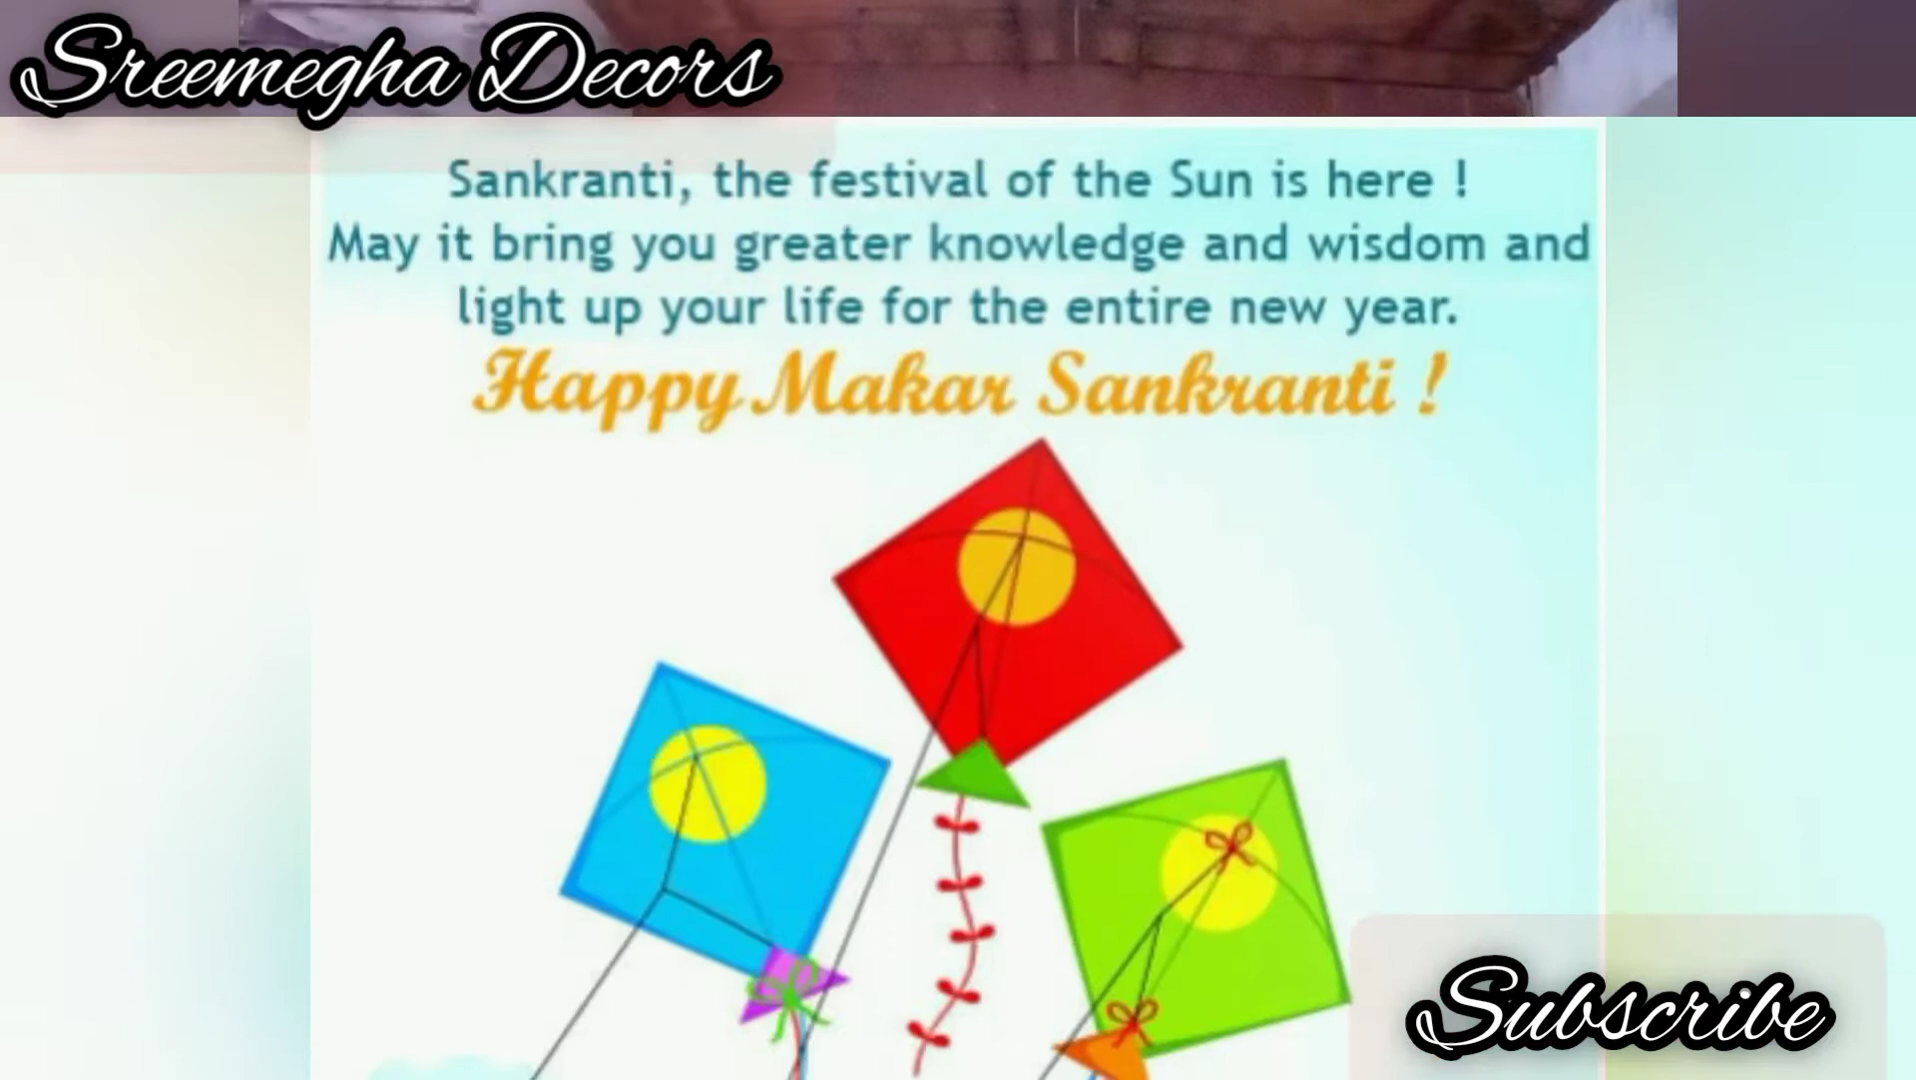 Sreemegha Decors
Sankranti, the festival of the Sun is here !
May it bring you greater knowledge and wisdom and
light up your life for the entire new year.
Happy Makar Sankranti !
Subscribe